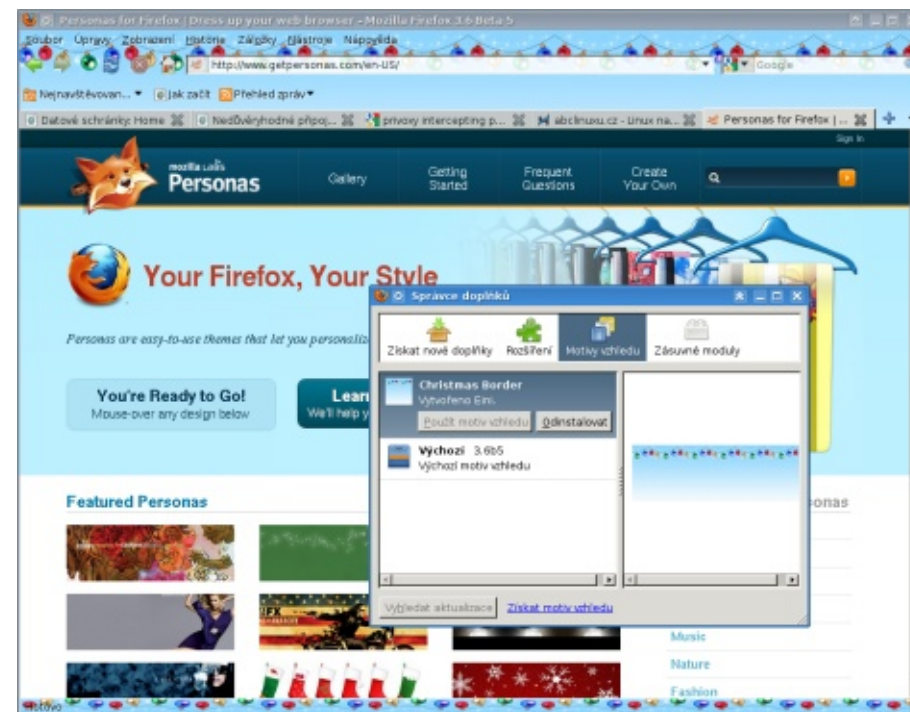 Personas for Firefox | Dress up your web browser - Mozilla Firefox 3.6 Beta 5
Soubor Úpravy Zobrazení Historie Záložky Nástroje Nápověda
http://www.getpersonas.com/en-US/
Google
Nejnavštěvovan... Jak začít Přehled zpráv
Datové schránky: Home
Nedůvěryhodné připoj...
privoxy intercepting p...
abclinuxu.cz - Linux na...
Personas for Firefox | ...
Sign In
mozilla Labs
Personas
Gallery
Getting Started
Frequent Questions
Create Your Own
Your Firefox, Your Style
Personas are easy-to-use themes that let you personaliz
You're Ready to Go!
Mouse-over any design below
Lear
We'll help y
Správce doplňků
Získat nové doplňky
Rozšíření
Motivy vzhledu
Zásuvné moduly
Christmas Border
Vytvořeno Eini.
Použít motiv vzhledu
Odinstalovat
Výchozí 3.6b5
Výchozí motiv vzhledu
Vyhledat aktualizace
Získat motiv vzhledu
Featured Personas
onas
Music
Nature
Fashion
Hotovo